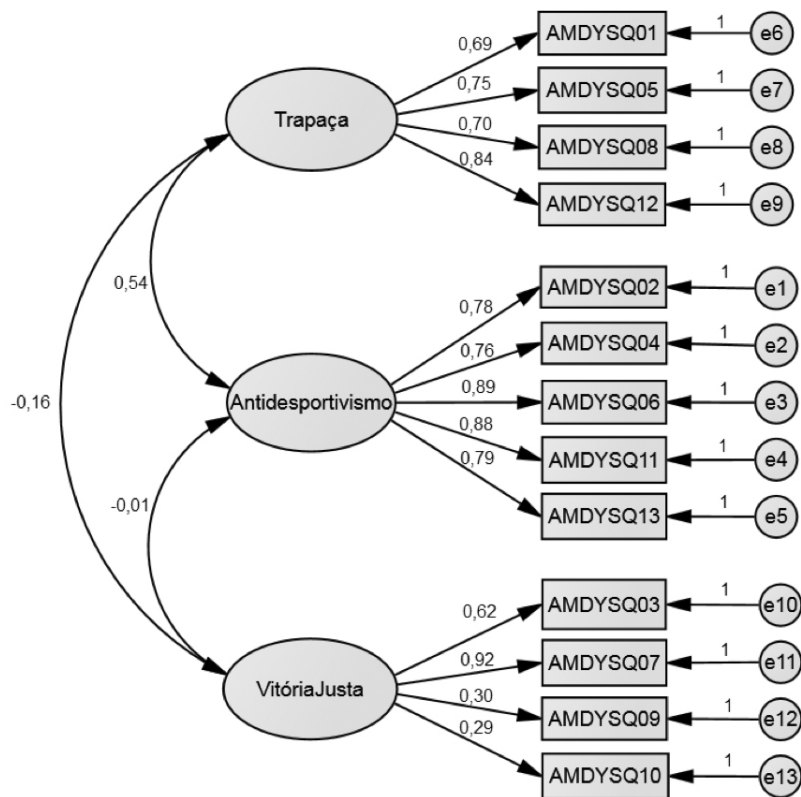 Trapaça
0,69
AMDYSQ01
1
e6
0,75
AMDYSQ05
1
e7
0,70
AMDYSQ08
1
e8
0,84
AMDYSQ12
1
e9
0,54
-0,16
Antidesportivismo
0,78
AMDYSQ02
1
e1
0,76
AMDYSQ04
1
e2
0,89
AMDYSQ06
1
e3
0,88
AMDYSQ11
1
e4
0,79
AMDYSQ13
1
e5
-0,01
VitóriaJusta
0,62
AMDYSQ03
1
e10
0,92
AMDYSQ07
1
e11
0,30
AMDYSQ09
1
e12
0,29
AMDYSQ10
1
e13